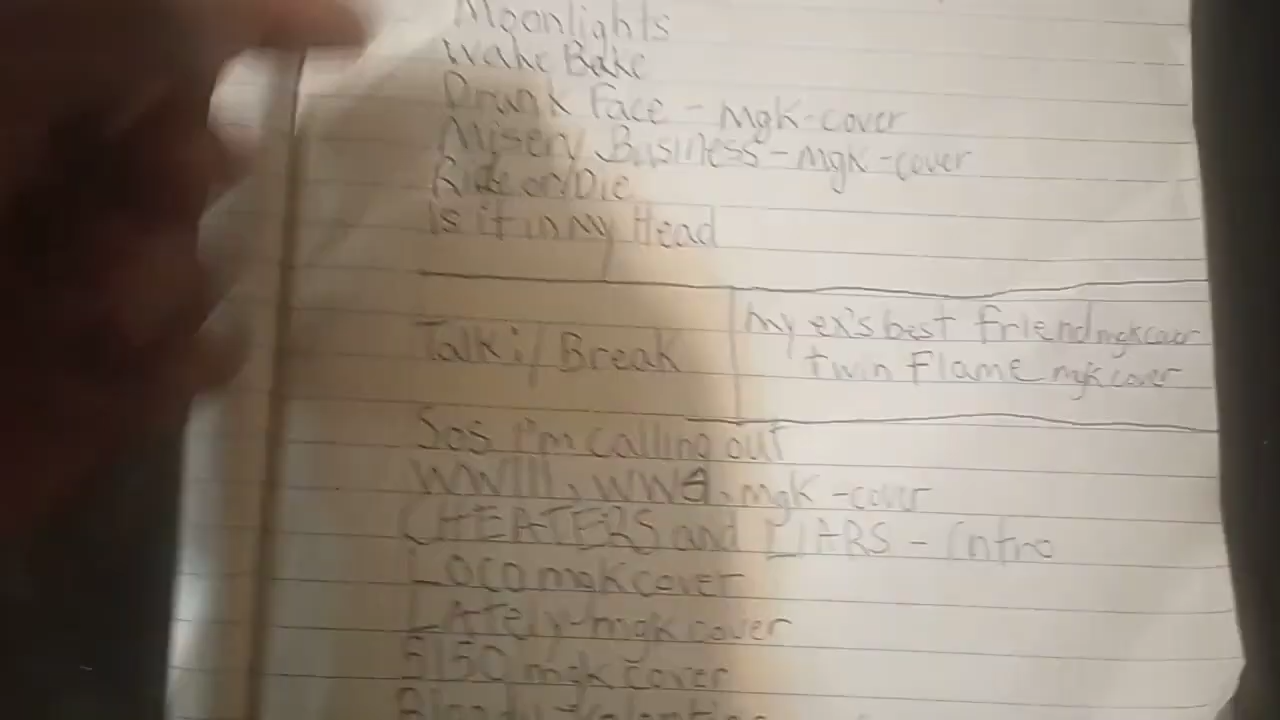 Moonlights
Wake Bake
Drunk Face - mgk-cover
Misery Business - mgk -cover
Ride or/Die
Is it in my Head
Talk:/ Break
my ex's best friend mgk cover
twin Flame mgk cover
Sos I'm calling out
WWIII, WW4, mgk -cover
CHEATERS and LIARS - Intro
Loco mgk cover
LAtely-mgk cover
5150 mgk cover
Bloody Valentine